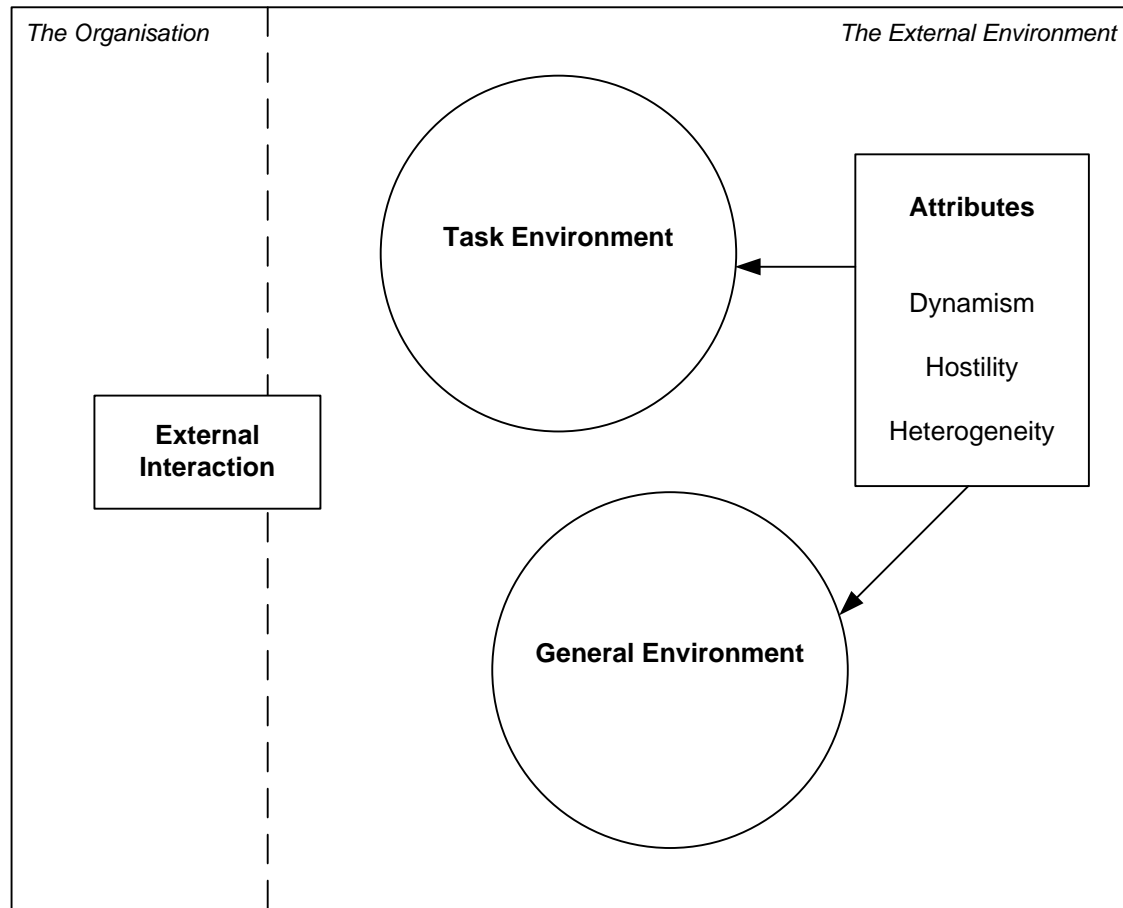 The Organisation
The External Environment
Task Environment
Attributes
Dynamism
Hostility
Heterogeneity
External
Interaction
General Environment